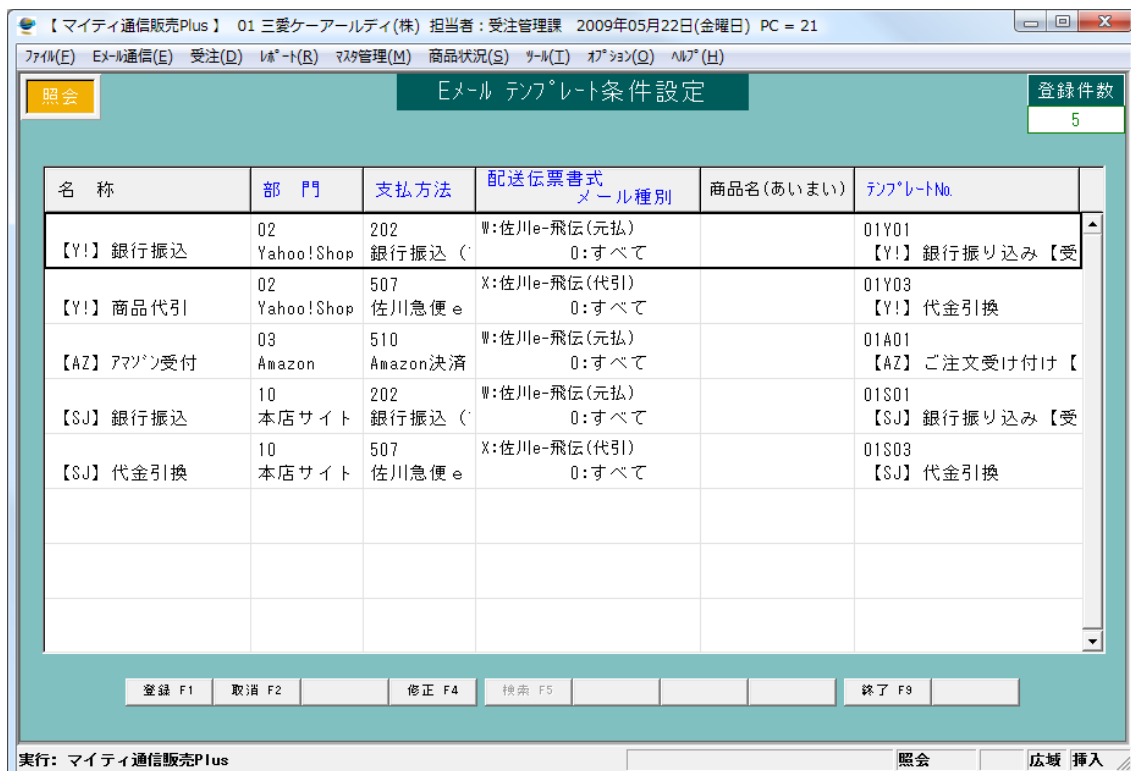 【 マイティ通信販売Plus 】 01 三愛ケーアールディ(株) 担当者：受注管理課 2009年05月22日(金曜日) PC = 21
ﾌｧｲﾙ(F) Eﾒｰﾙ通信(E) 受注(D) ﾚﾎﾟｰﾄ(R) ﾏｽﾀ管理(M) 商品状況(S) ﾂｰﾙ(T) ｵﾌﾟｼｮﾝ(O) ﾍﾙﾌﾟ(H)
照会 Eﾒｰﾙ ﾃﾝﾌﾟﾚｰﾄ条件設定 登録件数
5
名 称 部 門 支払方法 配送伝票書式 メール種別 商品名(あいまい) ﾃﾝﾌﾟﾚｰﾄNo.
02 202 W:佐川e-飛伝(元払) 01Y01
【Y!】銀行振込 Yahoo!Shop 銀行振込（ 0:すべて 【Y!】銀行振り込み【受
02 507 X:佐川e-飛伝(代引) 01Y03
【Y!】商品代引 Yahoo!Shop 佐川急便ｅ 0:すべて 【Y!】代金引換
03 510 W:佐川e-飛伝(元払) 01A01
【AZ】ｱﾏｿﾞﾝ受付 Amazon Amazon決済 0:すべて 【AZ】ご注文受け付け【
10 202 W:佐川e-飛伝(元払) 01S01
【SJ】銀行振込 本店サイト 銀行振込（ 0:すべて 【SJ】銀行振り込み【受
10 507 X:佐川e-飛伝(代引) 01S03
【SJ】代金引換 本店サイト 佐川急便ｅ 0:すべて 【SJ】代金引換
登録 F1 取消 F2 修正 F4 検索 F5 終了 F9
実行: マイティ通信販売Plus 照会 広域 挿入